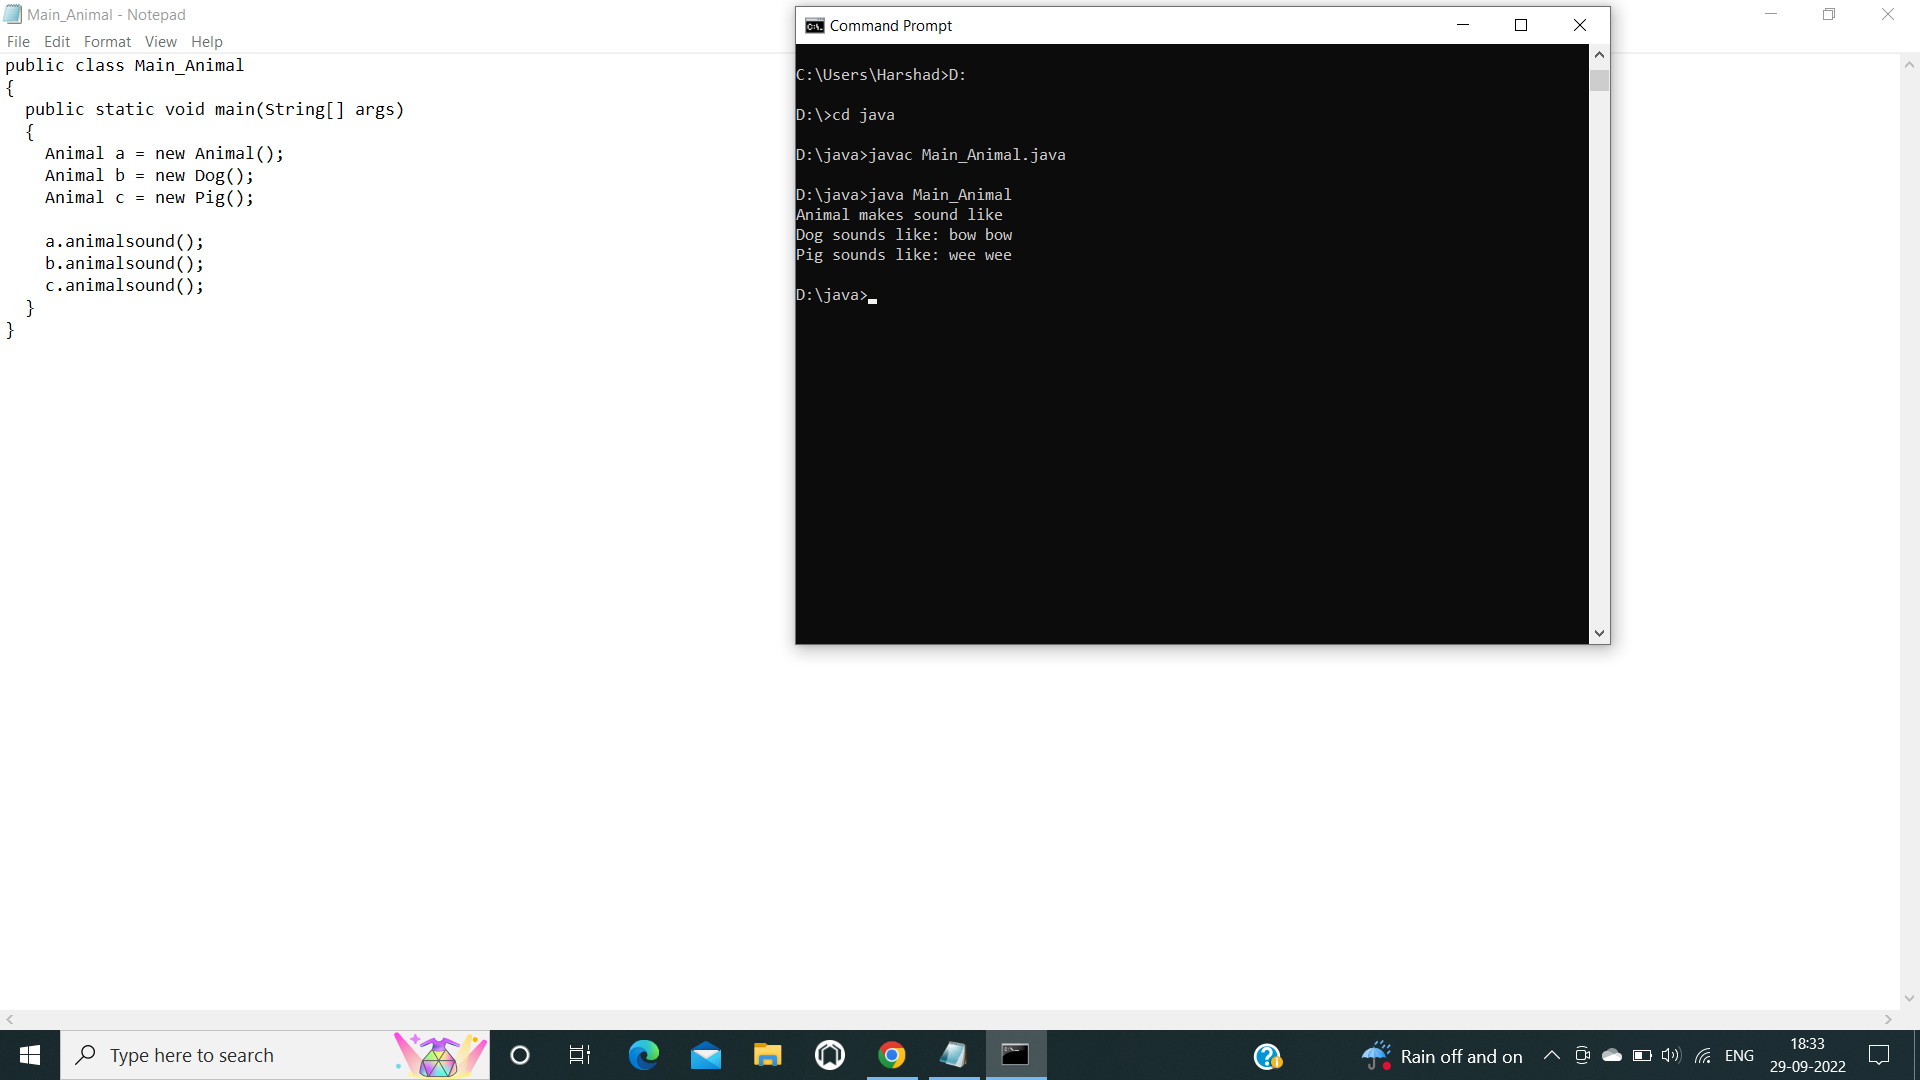 Main_Animal - Notepad
File Edit Format View Help
public class Main_Animal
{
  public static void main(String[] args)
  {
    Animal a = new Animal();
    Animal b = new Dog();
    Animal c = new Pig();

    a.animalsound();
    b.animalsound();
    c.animalsound();
  }
}
Command Prompt
C:\Users\Harshad>D:
D:\>cd java
D:\java>javac Main_Animal.java
D:\java>java Main_Animal
Animal makes sound like
Dog sounds like: bow bow
Pig sounds like: wee wee
D:\java>
Type here to search
Rain off and on
ENG
18:33
29-09-2022